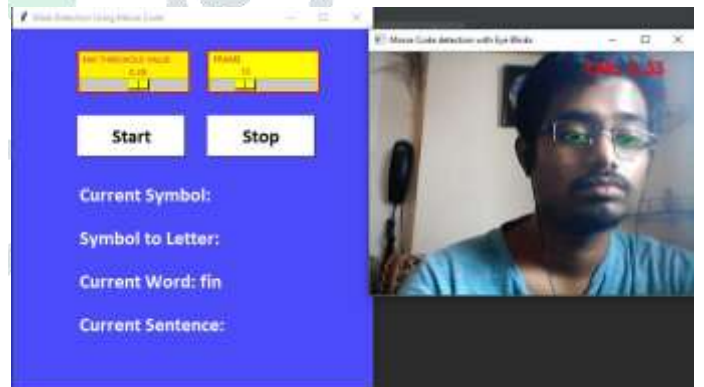 Morse Code detection with Eye Blinks
EAR THRESHOLD VALUE
FRAME
Start
Stop
Current Symbol:
Symbol to Letter:
Current Word: fin
Current Sentence: